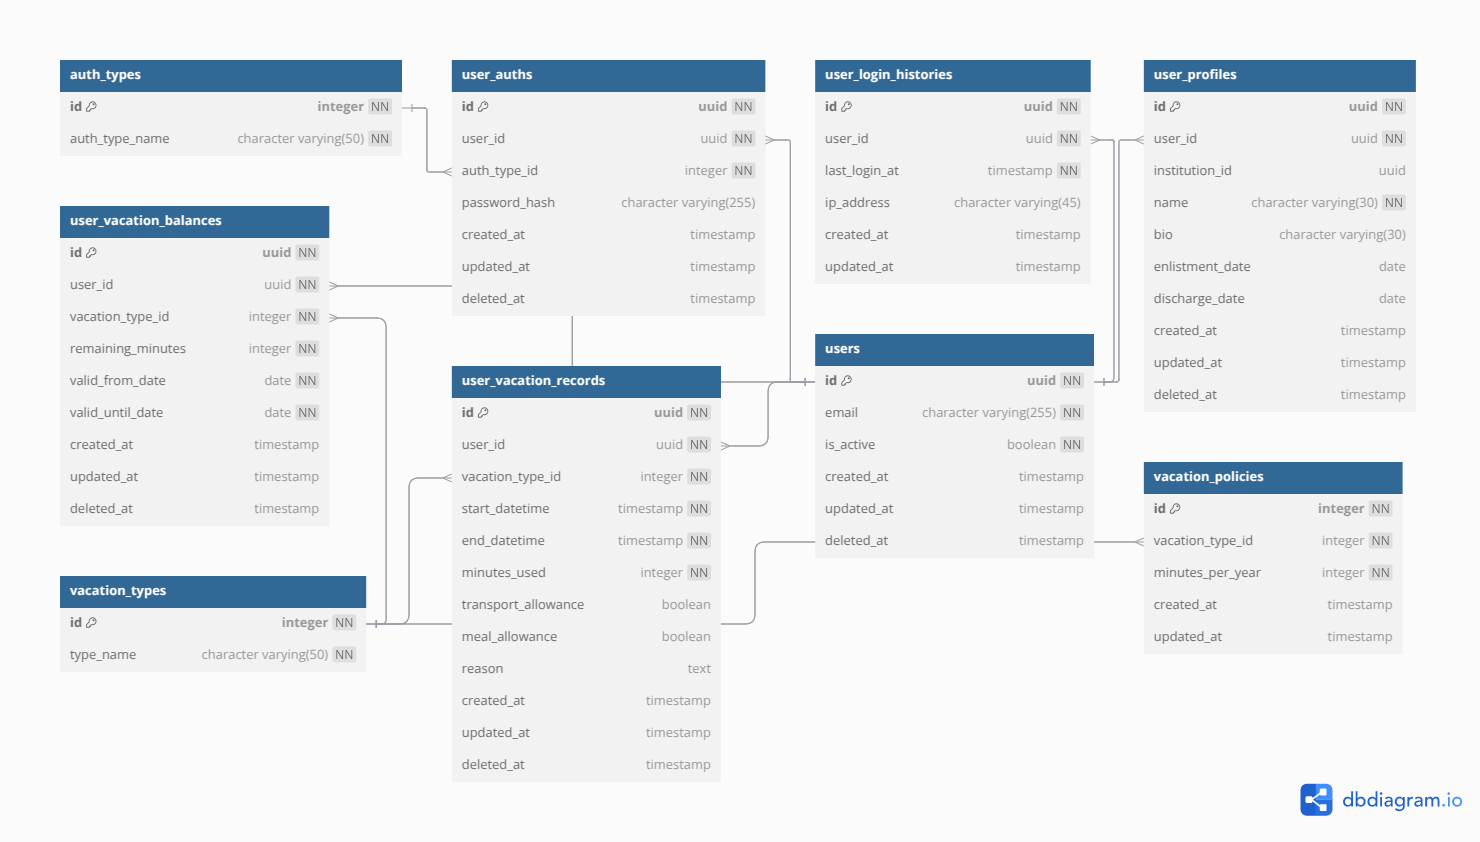 auth_types
id integer NN
auth_type_name character varying(50) NN
user_vacation_balances
id uuid NN
user_id uuid NN
vacation_type_id integer NN
remaining_minutes integer NN
valid_from_date date NN
valid_until_date date NN
created_at timestamp
updated_at timestamp
deleted_at timestamp
vacation_types
id integer NN
type_name character varying(50) NN
user_auths
id uuid NN
user_id uuid NN
auth_type_id integer NN
password_hash character varying(255)
created_at timestamp
updated_at timestamp
deleted_at timestamp
user_vacation_records
id uuid NN
user_id uuid NN
vacation_type_id integer NN
start_datetime timestamp NN
end_datetime timestamp NN
minutes_used integer NN
transport_allowance boolean
meal_allowance boolean
reason text
created_at timestamp
updated_at timestamp
deleted_at timestamp
user_login_histories
id uuid NN
user_id uuid NN
last_login_at timestamp NN
ip_address character varying(45)
created_at timestamp
updated_at timestamp
users
id uuid NN
email character varying(255) NN
is_active boolean NN
created_at timestamp
updated_at timestamp
deleted_at timestamp
user_profiles
id uuid NN
user_id uuid NN
institution_id uuid
name character varying(30) NN
bio character varying(30)
enlistment_date date
discharge_date date
created_at timestamp
updated_at timestamp
deleted_at timestamp
vacation_policies
id integer NN
vacation_type_id integer NN
minutes_per_year integer NN
created_at timestamp
updated_at timestamp
dbdiagram.io